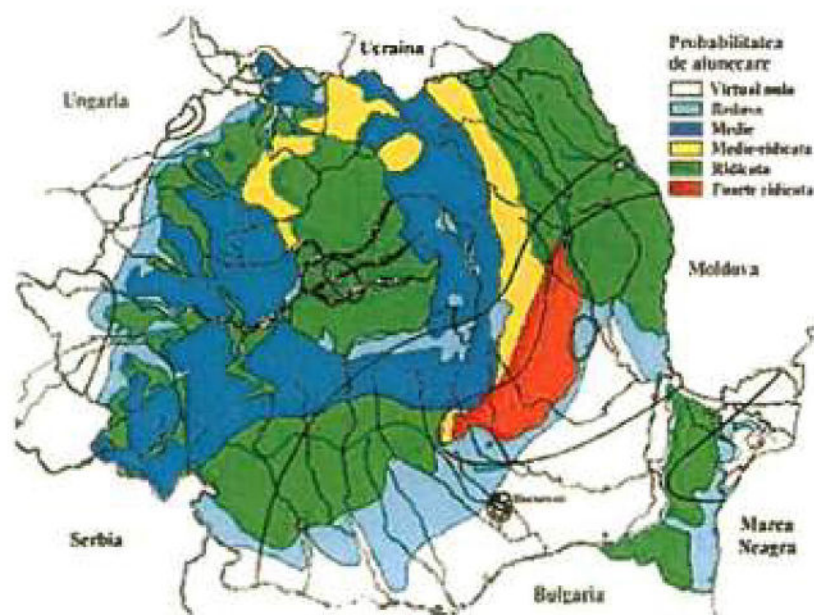 Ucraina
Probabilitatea
de alunecare
Ungaria
Virtual nula
Redusa
Medie
Medie-ridicata
Ridicata
Foarte ridicata
Moldova
Bucuresti
Serbia
Marea
Neagra
Bulgaria